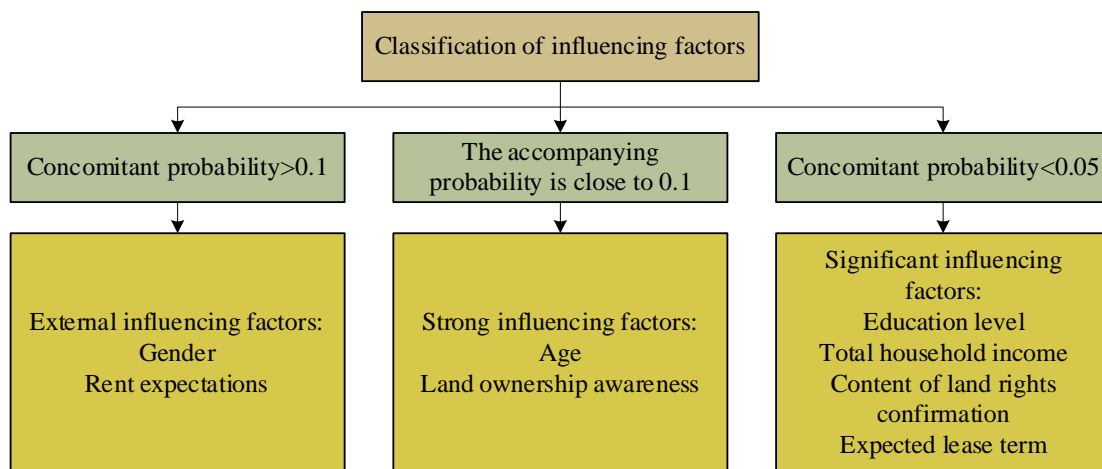 Classification of influencing factors
Concomitant probability>0.1
The accompanying
probability is close to 0.1
Concomitant probability<0.05
External influencing factors:
Gender
Rent expectations
Strong influencing factors:
Age
Land ownership awareness
Significant influencing
factors:
Education level
Total household income
Content of land rights
confirmation
Expected lease term